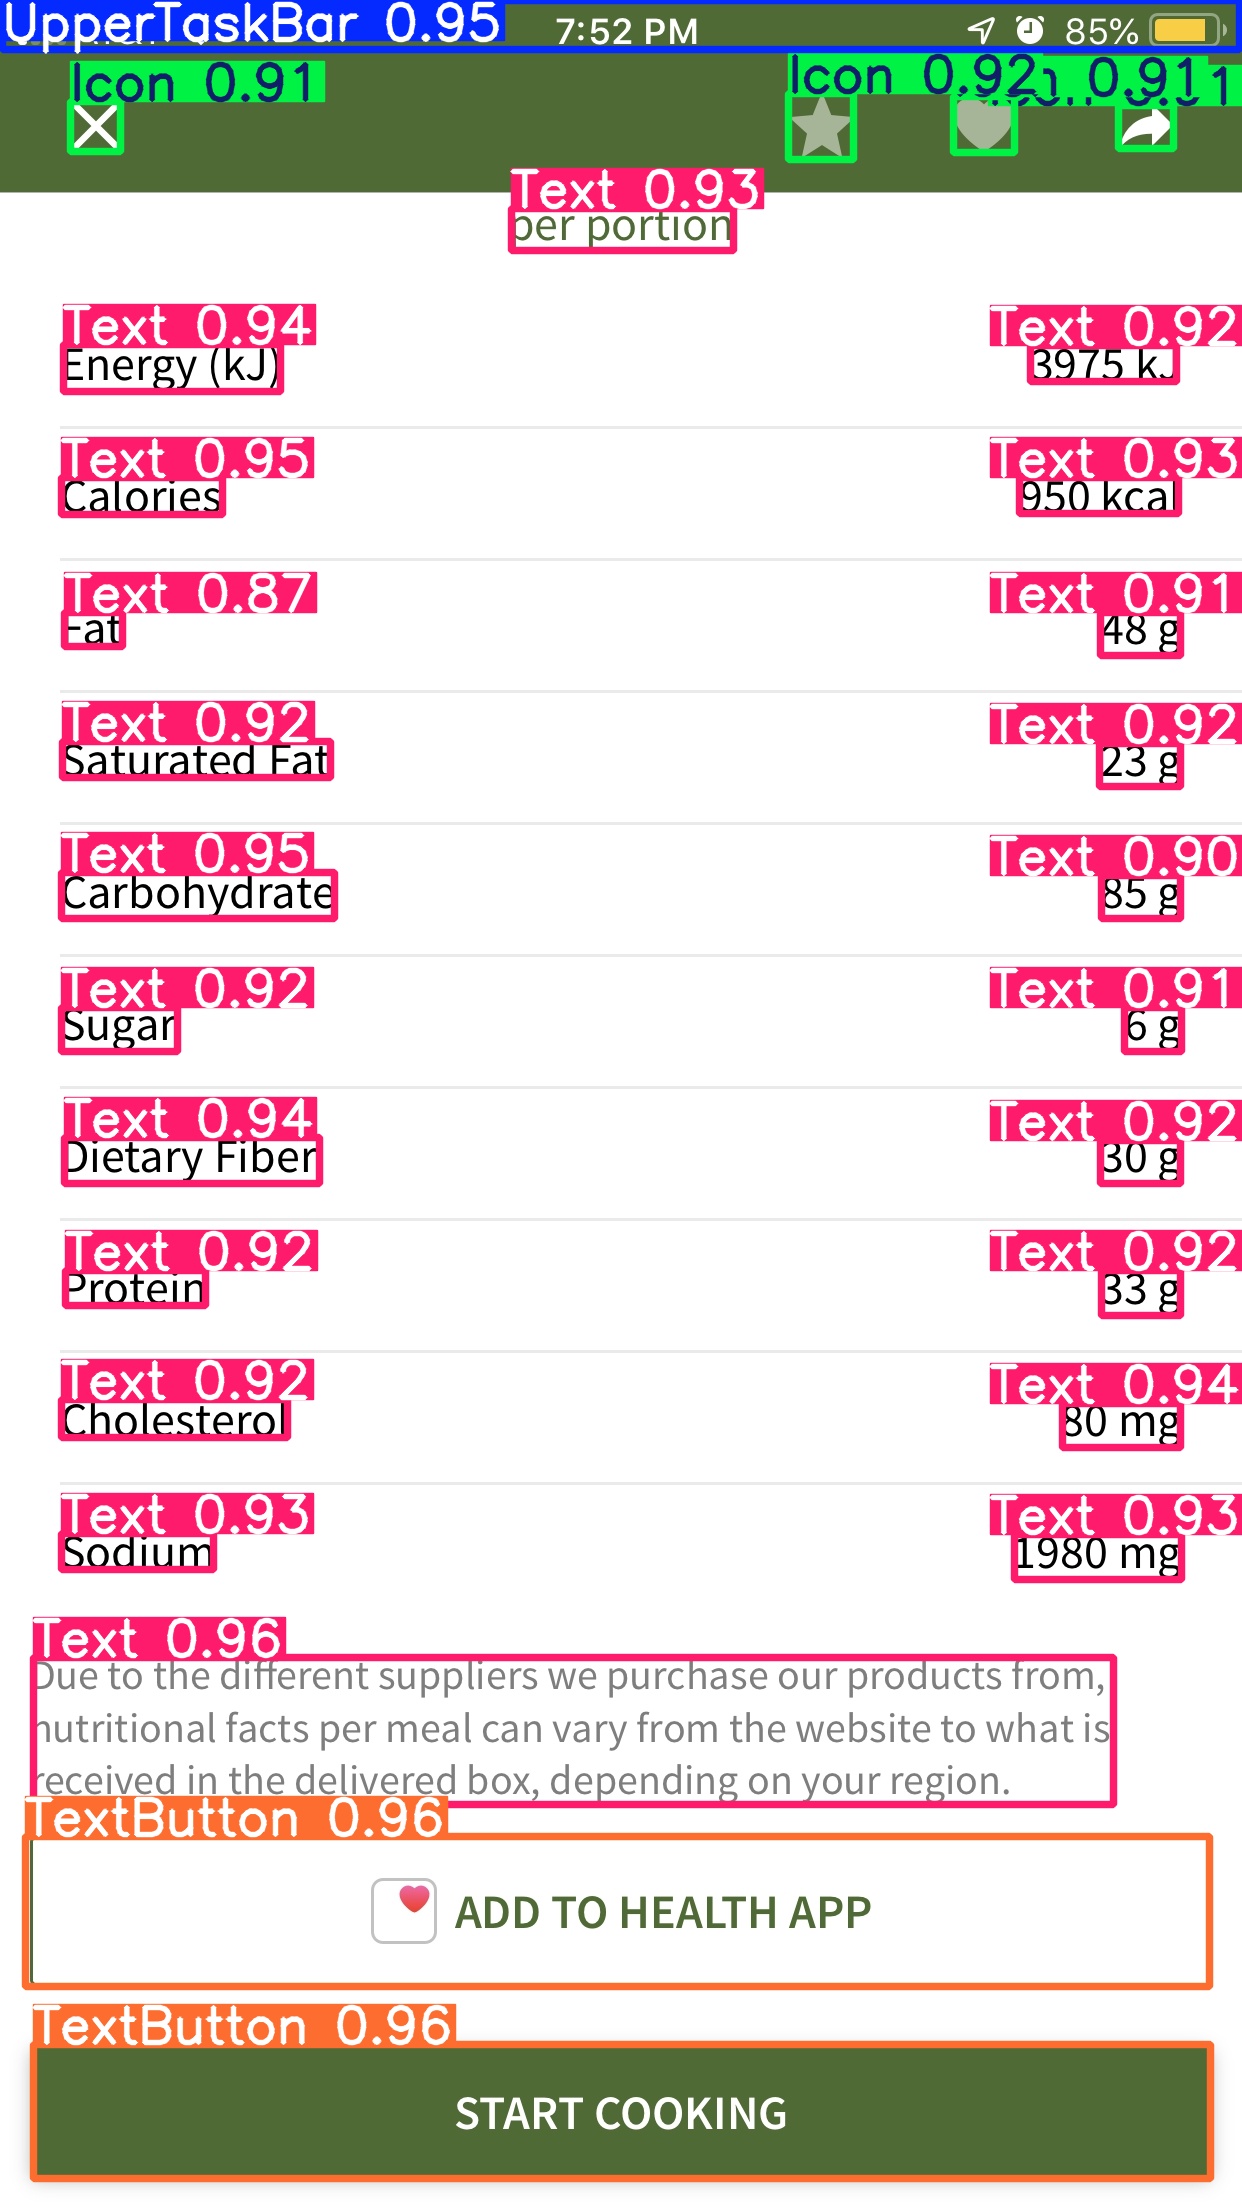 UpperTaskBar 0.95
7:52 PM
85%
Icon 0.91
Icon 0.92
0.91
Text 0.93
per portion
Text 0.94
Text 0.92
Energy (kJ)
3975 kJ
Text 0.95
Text 0.93
Calories
950 kcal
Text 0.87
Text 0.91
Fat
48 g
Text 0.92
Text 0.92
Saturated Fat
23 g
Text 0.95
Text 0.90
Carbohydrate
85 g
Text 0.92
Text 0.91
Sugar
6 g
Text 0.94
Text 0.92
Dietary Fiber
30 g
Text 0.92
Text 0.92
Protein
33 g
Text 0.92
Text 0.94
Cholesterol
80 mg
Text 0.93
Text 0.93
Sodium
1980 mg
Text 0.96
Due to the different suppliers we purchase our products from,
nutritional facts per meal can vary from the website to what is
received in the delivered box, depending on your region.
TextButton 0.96
ADD TO HEALTH APP
TextButton 0.96
START COOKING